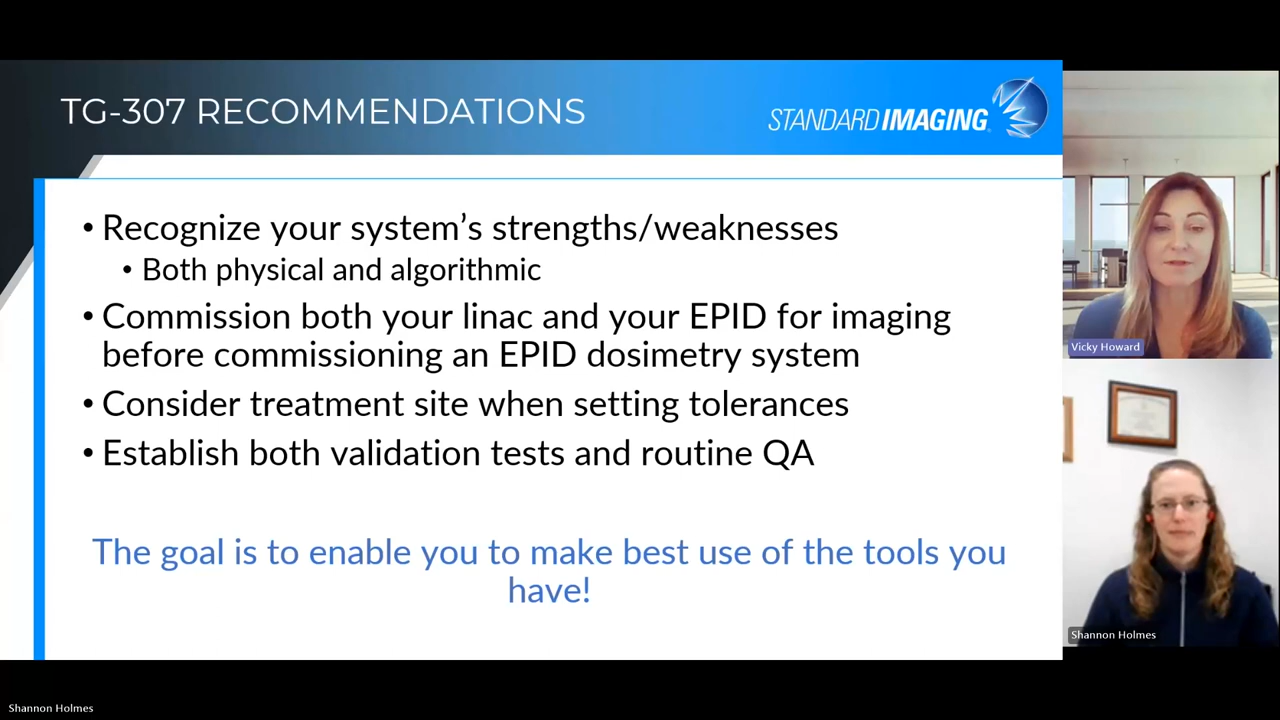 TG-307 RECOMMENDATIONS
STANDARD IMAGING
• Recognize your system’s strengths/weaknesses
• Both physical and algorithmic
• Commission both your linac and your EPID for imaging
before commissioning an EPID dosimetry system
• Consider treatment site when setting tolerances
• Establish both validation tests and routine QA
The goal is to enable you to make best use of the tools you
have!
Vicky Howard
Shannon Holmes
Shannon Holmes